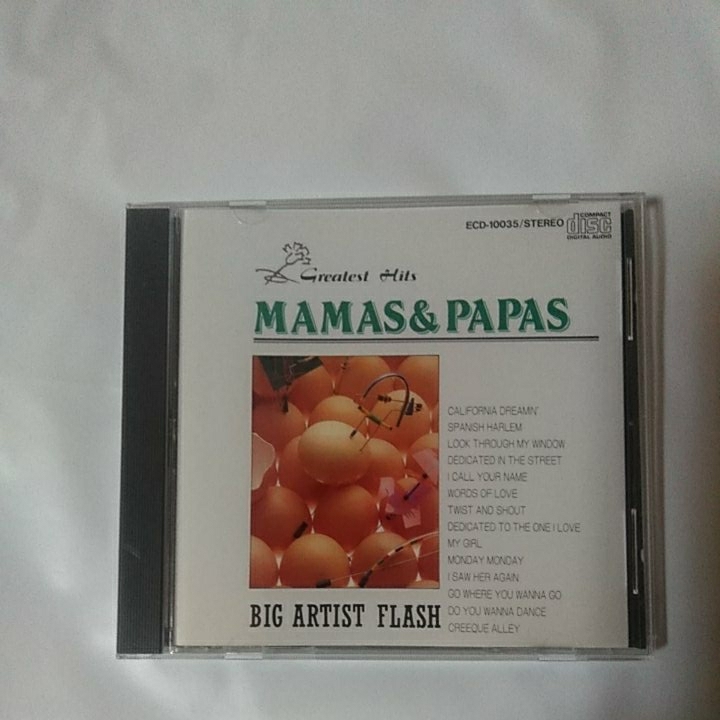 ECD-10035/STEREO
COMPACT
disc
DIGITAL AUDIO
Greatest Hits
MAMAS & PAPAS
CALIFORNIA DREAMIN'
SPANISH HARLEM
LOOK THROUGH MY WINDOW
DEDICATED IN THE STREET
I CALL YOUR NAME
WORDS OF LOVE
TWIST AND SHOUT
DEDICATED TO THE ONE I LOVE
MY GIRL
MONDAY MONDAY
I SAW HER AGAIN
GO WHERE YOU WANNA GO
DO YOU WANNA DANCE
CREEQUE ALLEY
BIG ARTIST FLASH